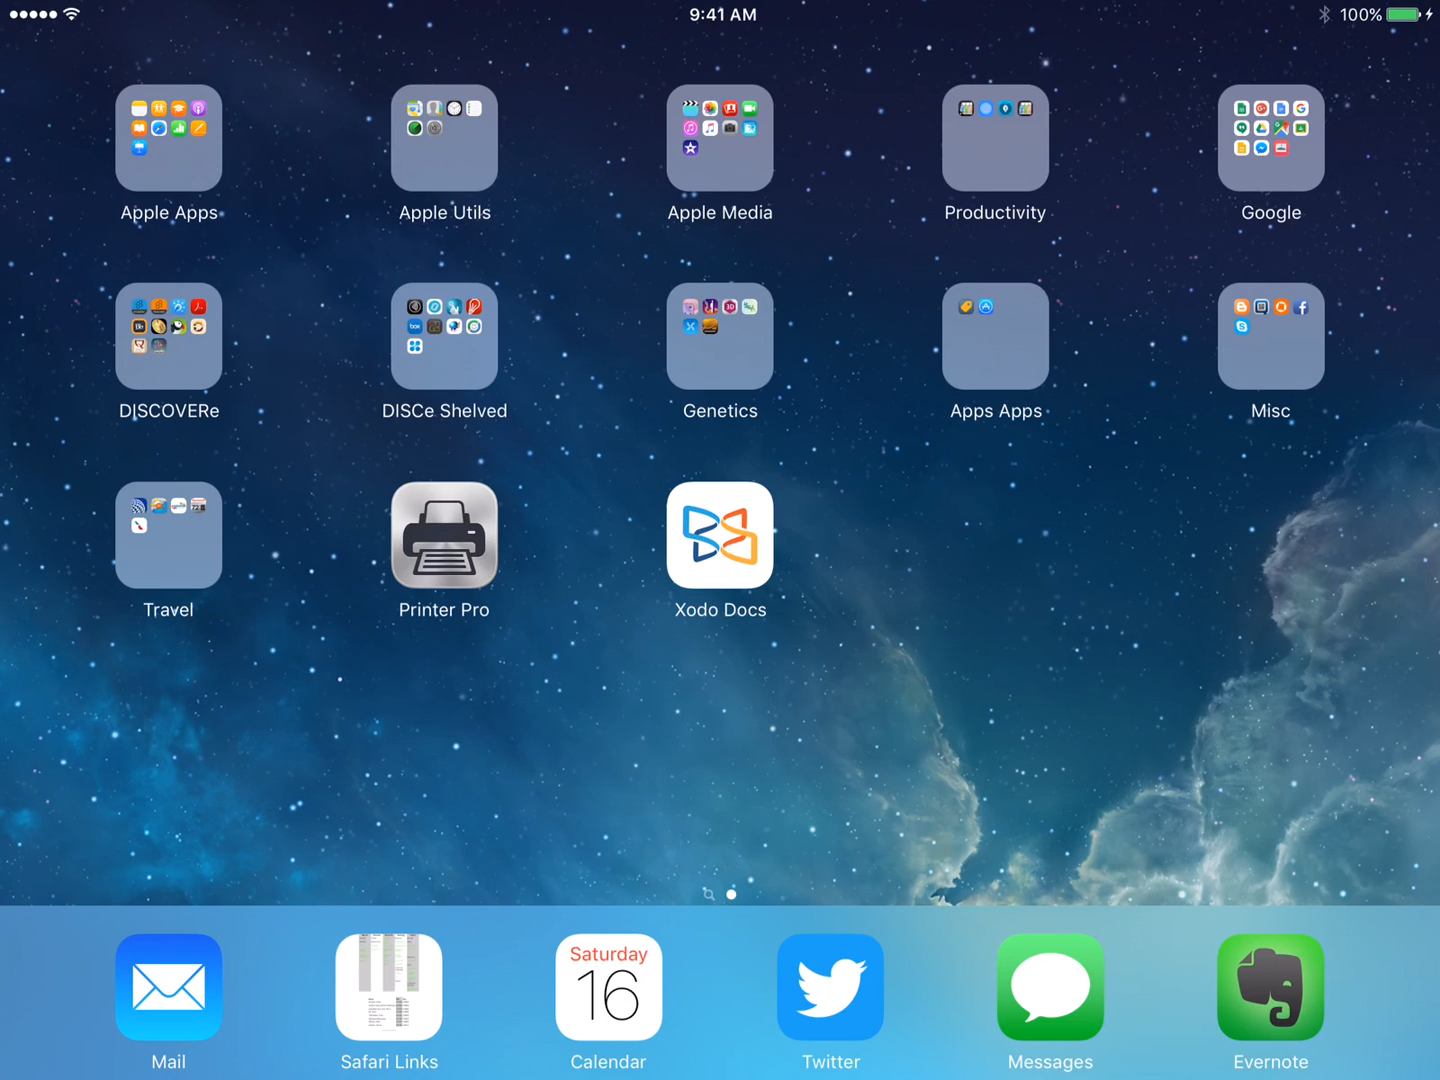 9:41 AM
100%
Apple Apps
Apple Utils
Apple Media
Productivity
Google
DISCOVERe
DISCe Shelved
Genetics
Apps Apps
Misc
Travel
Printer Pro
Xodo Docs
Saturday
16
Mail
Safari Links
Calendar
Twitter
Messages
Evernote